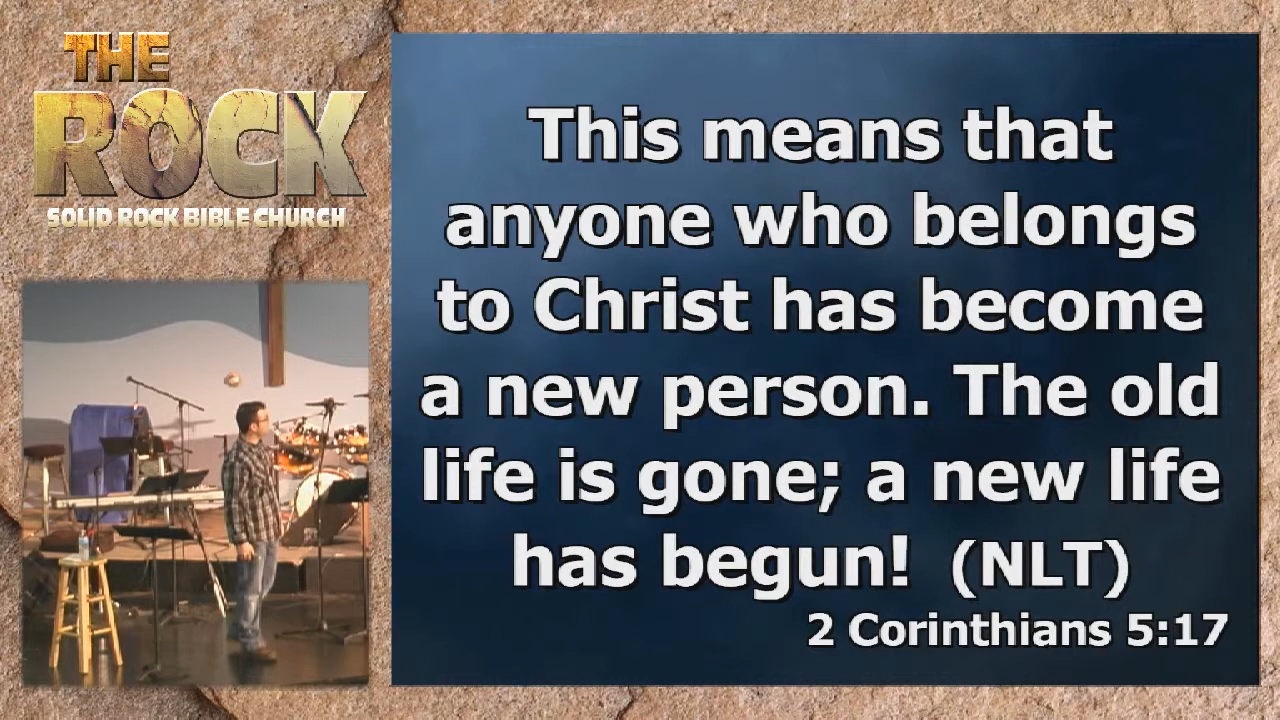 THE
ROCK
SOLID ROCK BIBLE CHURCH
This means that
anyone who belongs
to Christ has become
a new person. The old
life is gone; a new life
has begun! (NLT)
2 Corinthians 5:17